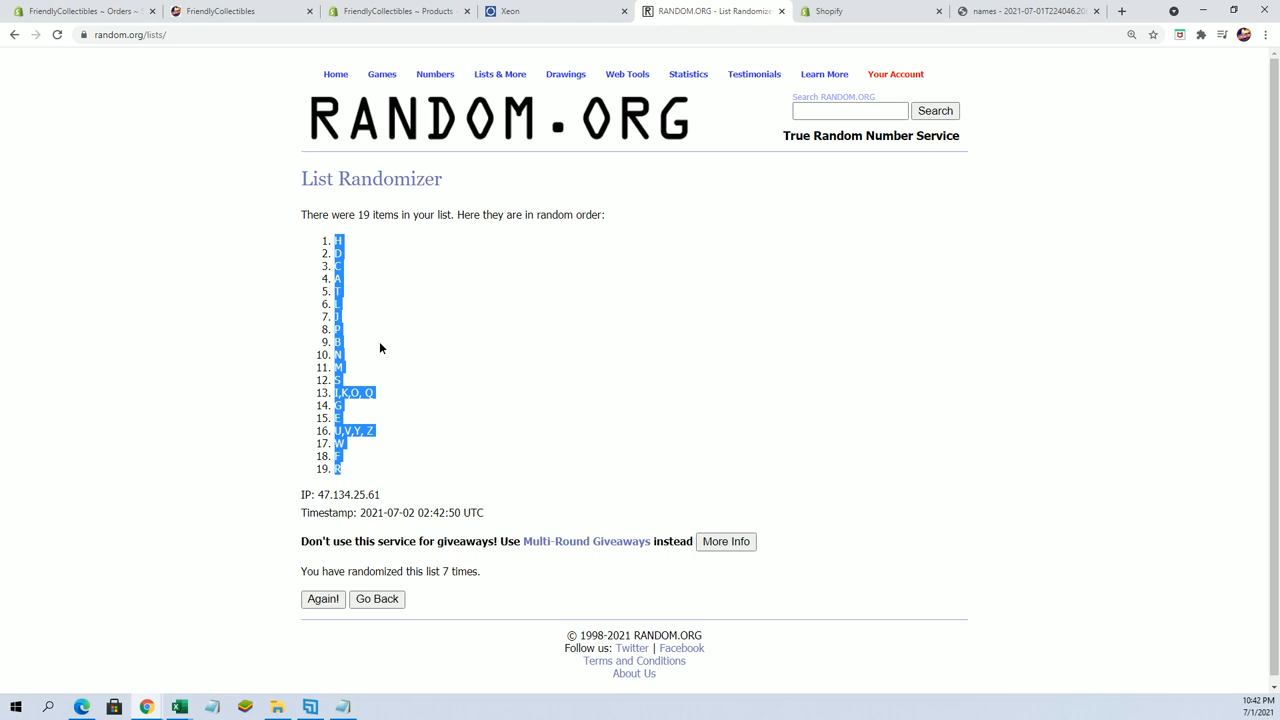 FriendlyCollectibles ~ Orders ~
FriendlyCollectibles
FriendlyCollectibles ~ Products ~
Xeon
RANDOM.ORG - List Randomizer
Shopify
names - 2021-07-01T224046.20
random.org/lists/
Home Games Numbers Lists & More Drawings Web Tools Statistics Testimonials Learn More Your Account
RANDOM.ORG
Search RANDOM.ORG
Search
True Random Number Service
List Randomizer
There were 19 items in your list. Here they are in random order:
1. H
2. D
3. C
4. A
5. T
6. L
7. J
8. P
9. B
10. N
11. M
12. S
13. I,K,O, Q
14. G
15. E
16. U,V,Y, Z
17. W
18. F
19. R
IP: 47.134.25.61
Timestamp: 2021-07-02 02:42:50 UTC
Don't use this service for giveaways! Use Multi-Round Giveaways instead More Info
You have randomized this list 7 times.
Again! Go Back
© 1998-2021 RANDOM.ORG
Follow us: Twitter | Facebook
Terms and Conditions
About Us
10:42 PM
7/1/2021